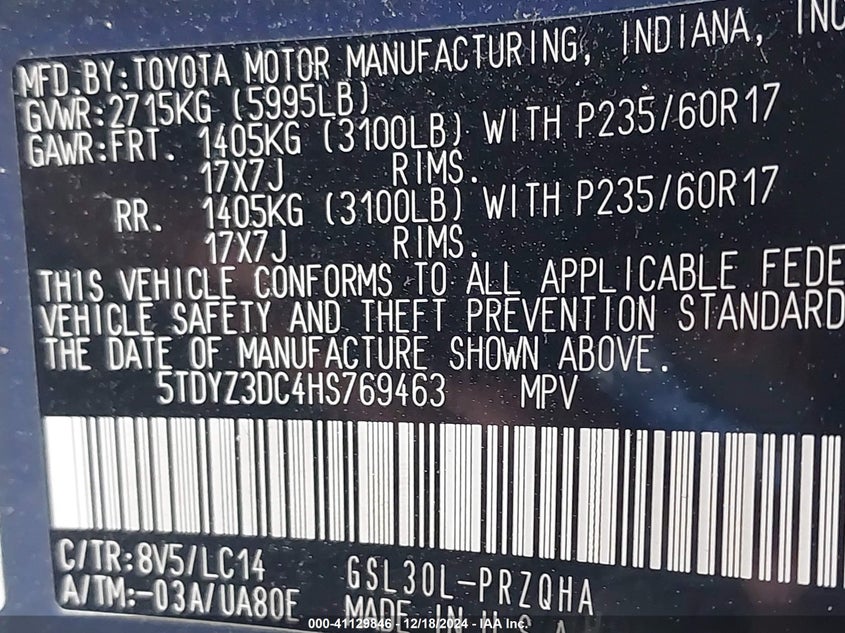 MFD.BY:TOYOTA MOTOR MANUFACTURING, INDIANA, INC
GVWR:2715KG (5995LB)
GAWR:FRT. 1405KG (3100LB) WITH P235/60R17
17X7J RIMS.
RR. 1405KG (3100LB) WITH P235/60R17
17X7J RIMS.
THIS VEHICLE CONFORMS TO ALL APPLICABLE FEDE
VEHICLE SAFETY AND THEFT PREVENTION STANDARD
THE DATE OF MANUFACTURE SHOWN ABOVE.
5TDYZ3DC4HS769463 MPV
C/TR:8V5/LC14 GSL30L-PRZQHA
A/TM:-03A/UA80E MADE IN U.S.A
000-41129846 - 12/18/2024 - IAA Inc.